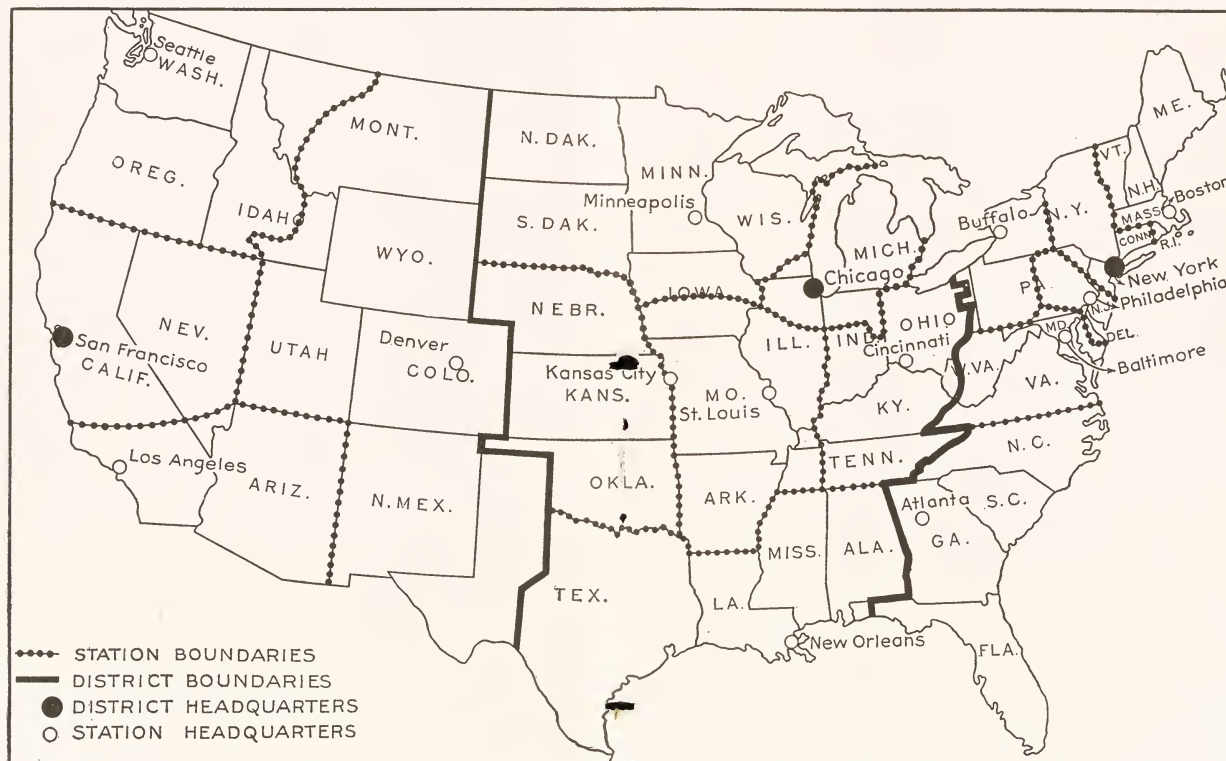 Seattle
WASH.
MONT.
N. DAK.
ME.
OREG.
IDAHO
MINN.
VT.
N.H.
Minneapolis
S. DAK.
WIS.
Buffalo
N.Y.
MASS.
Boston
CONN.
R.I.
WYO.
MICH.
Chicago
New York
IOWA
PA.
Philadelphia
N.J.
NEBR.
NEV.
OHIO
ILL.
IND.
MD.
DEL.
San Francisco
UTAH
Denver
COLO.
Cincinnati
W.VA.
Baltimore
CALIF.
Kansas City
KANS.
MO.
VA.
St. Louis
KY.
Los Angeles
N.C.
TENN.
ARIZ.
OKLA.
N.MEX.
ARK.
Atlanta
S.C.
GA.
MISS.
ALA.
TEX.
LA.
New Orleans
FLA.
STATION BOUNDARIES
DISTRICT BOUNDARIES
DISTRICT HEADQUARTERS
STATION HEADQUARTERS